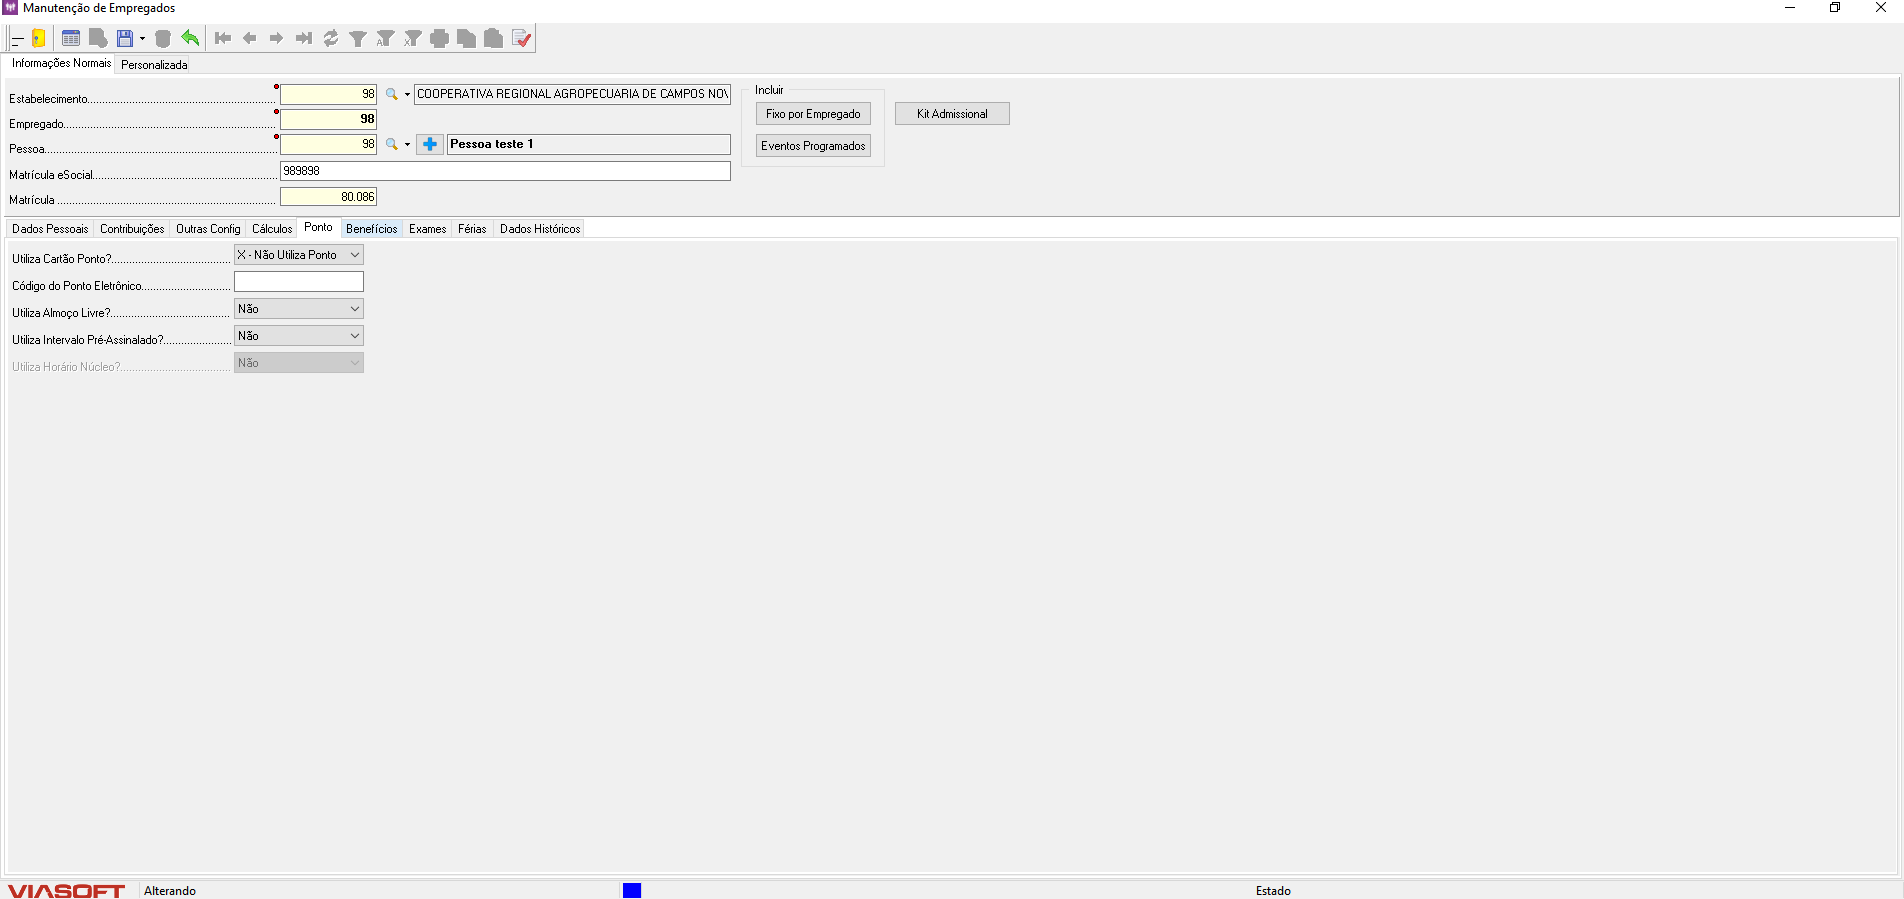 Manutenção de Empregados
Informações Normais Personalizada
Estabelecimento 98 COOPERATIVA REGIONAL AGROPECUARIA DE CAMPOS NOV
Incluir
Fixo por Empregado Kit Admissional
Empregado 98
Pessoa 98 Pessoa teste 1
Eventos Programados
Matrícula eSocial 989898
Matrícula 80.086
Dados Pessoais Contribuições Outras Config Cálculos Ponto Benefícios Exames Férias Dados Históricos
Utiliza Cartão Ponto? X - Não Utiliza Ponto
Código do Ponto Eletrônico
Utiliza Almoço Livre? Não
Utiliza Intervalo Pré-Assinalado? Não
Utiliza Horário Núcleo? Não
VIASOFT Alterando Estado